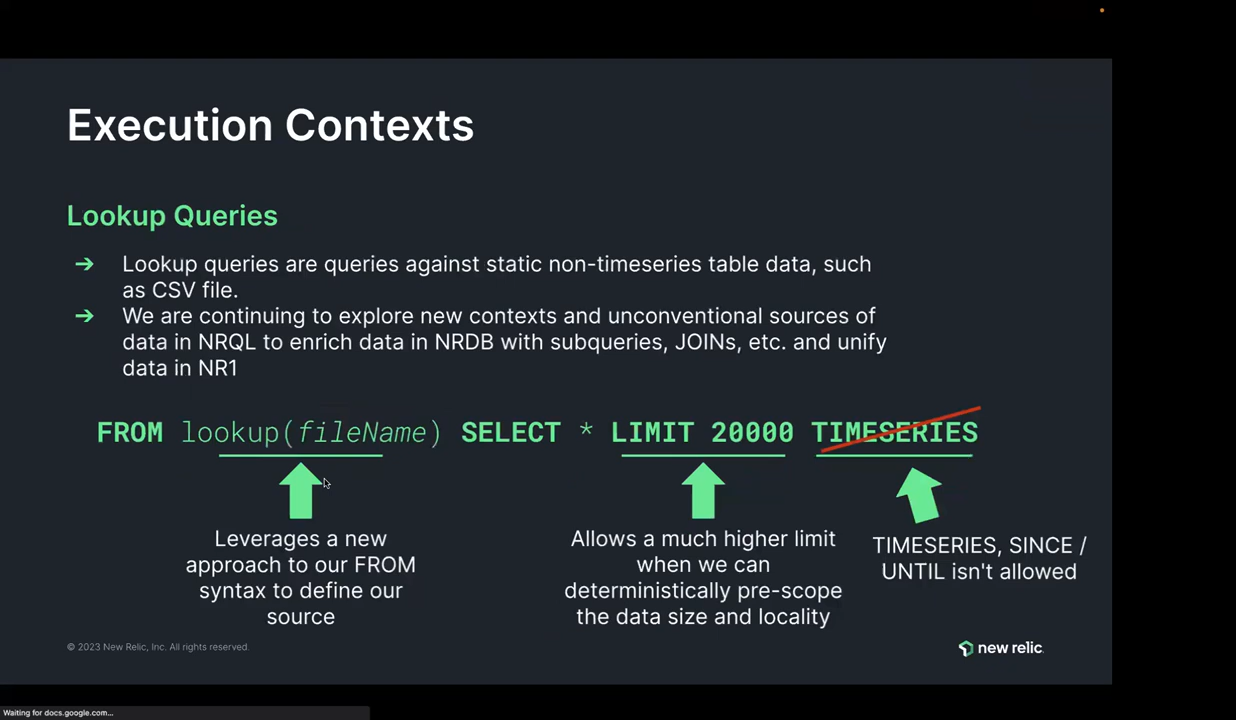 Execution Contexts
Lookup Queries
➔ Lookup queries are queries against static non-timeseries table data, such
as CSV file.
➔ We are continuing to explore new contexts and unconventional sources of
data in NRQL to enrich data in NRDB with subqueries, JOINs, etc. and unify
data in NR1
FROM lookup(fileName) SELECT * LIMIT 20000 TIMESERIES
Leverages a new
approach to our FROM
syntax to define our
source
Allows a much higher limit
when we can
deterministically pre-scope
the data size and locality
TIMESERIES, SINCE /
UNTIL isn't allowed
© 2023 New Relic, Inc. All rights reserved.
new relic.
Waiting for docs.google.com...